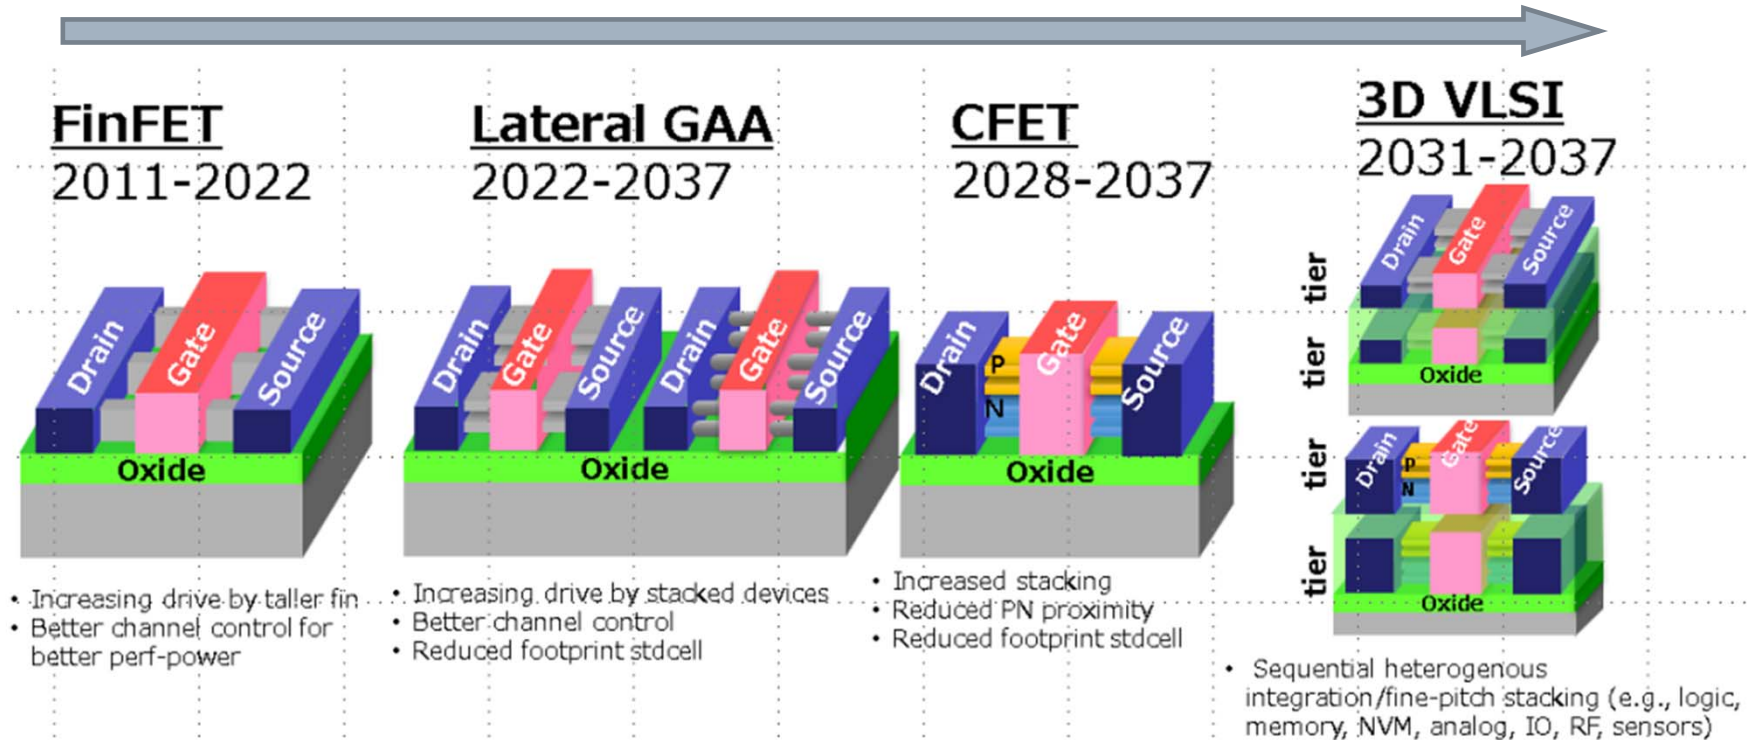 FinFET
2011-2022
Drain
Gate
Source
Oxide
• Increasing drive by taller fin
• Better channel control for
better perf-power
Lateral GAA
2022-2037
Drain
Gate
Source
Drain
Gate
Source
Oxide
• Increasing drive by stacked devices
• Better channel control
• Reduced footprint stdcell
CFET
2028-2037
Drain
P
N
Gate
Source
Oxide
• Increased stacking
• Reduced PN proximity
• Reduced footprint stdcell
3D VLSI
2031-2037
tier
Drain
Gate
Source
tier
Oxide
tier
Drain
P
N
Gate
Source
tier
Oxide
• Sequential heterogenous
integration/fine-pitch stacking (e.g., logic,
memory, NVM, analog, IO, RF, sensors)